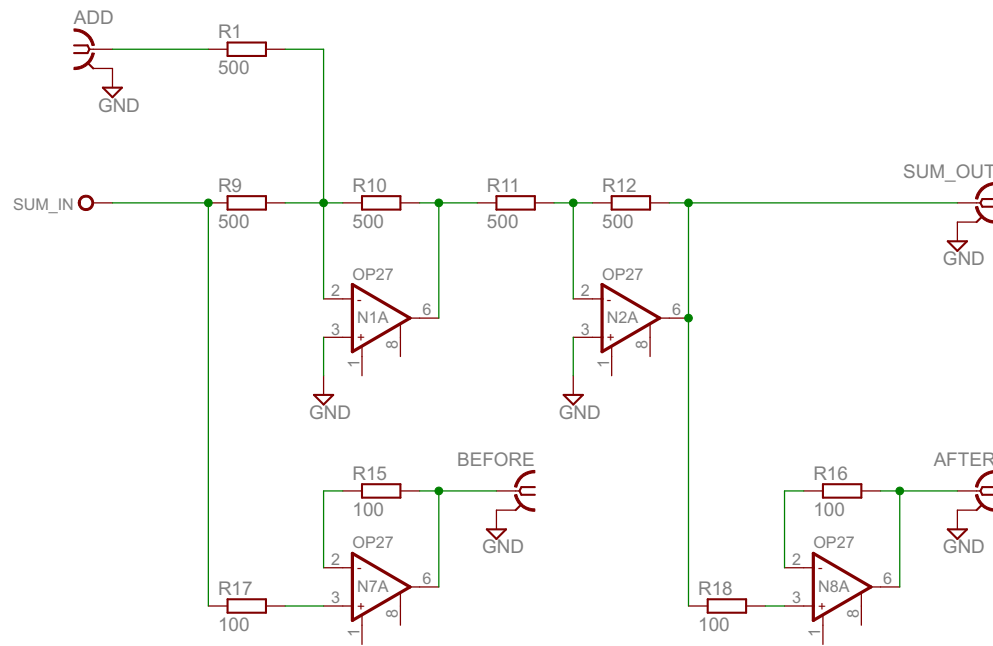 ADD
R1
500
GND
SUM_IN
R9
500
R10
500
R11
500
R12
500
SUM_OUT
GND
OP27
2
-
N1A
6
3
+
1
8
GND
OP27
2
-
N2A
6
3
+
1
8
GND
R15
100
BEFORE
GND
OP27
2
-
N7A
6
3
+
1
8
R17
100
R16
100
AFTER
GND
OP27
2
-
N8A
6
3
+
1
8
R18
100